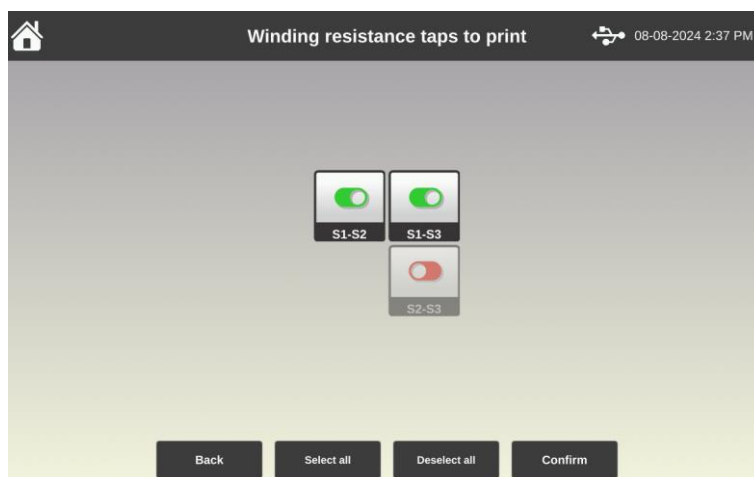 Winding resistance taps to print 08-08-2024 2:37 PM
S1-S2 S1-S3
S2-S3
Back Select all Deselect all Confirm